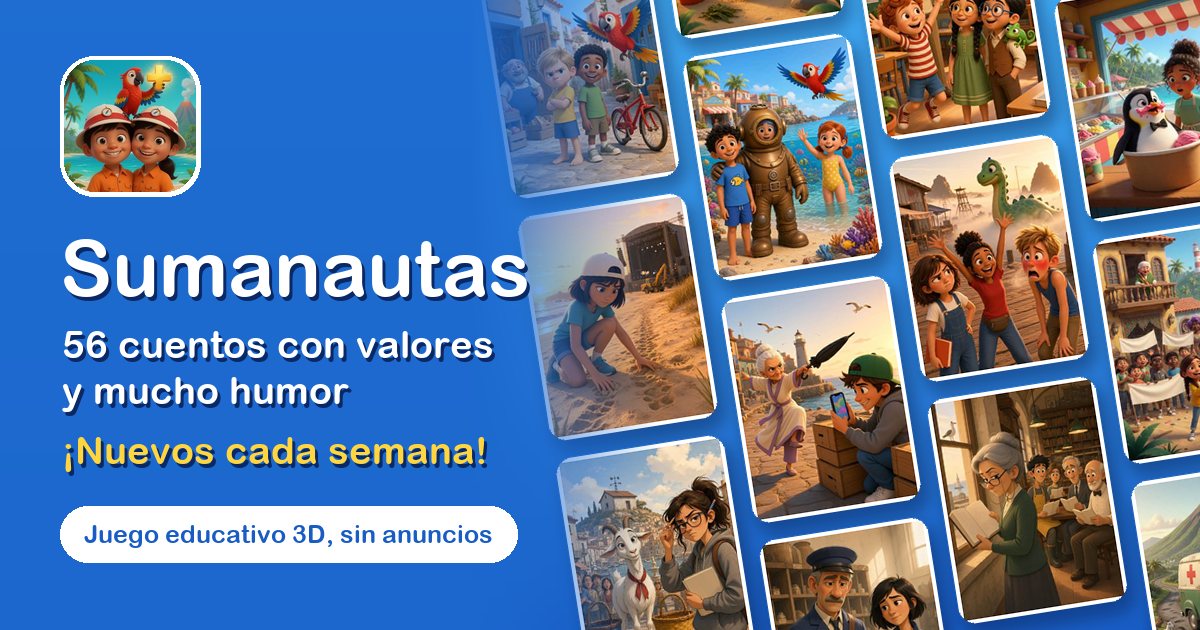 Sumanautas
56 cuentos con valores
y mucho humor
¡Nuevos cada semana!
Juego educativo 3D, sin anuncios